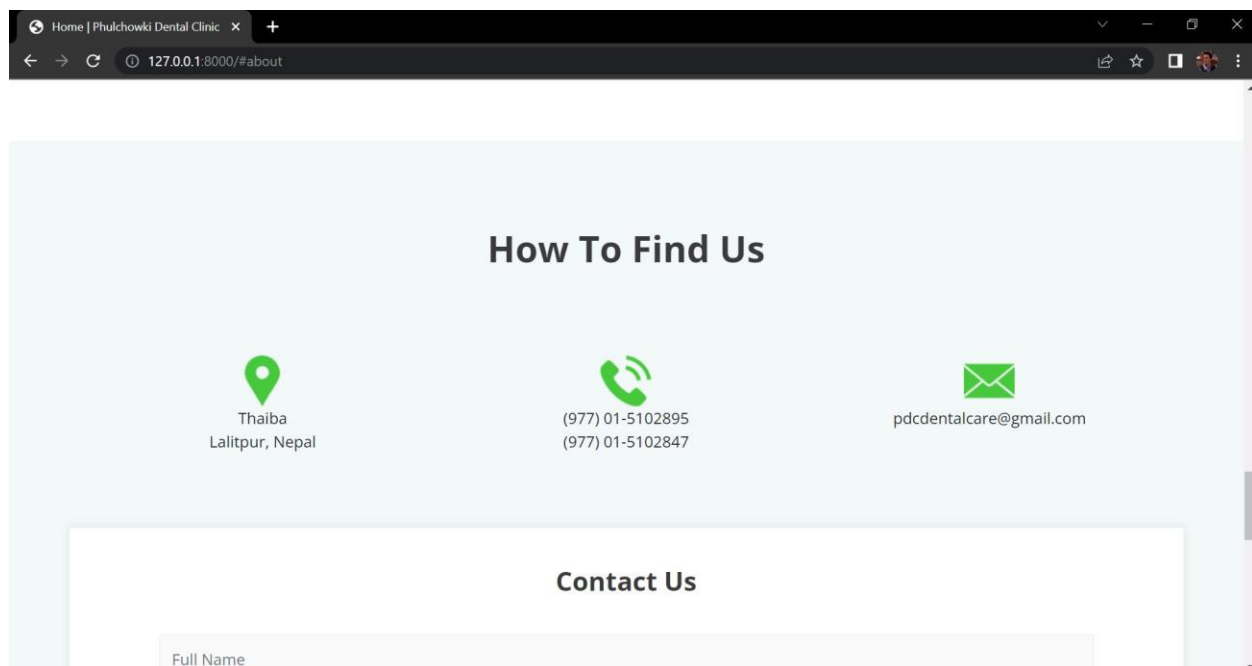 Home | Phulchowki Dental Clinic
127.0.0.1:8000/#about
How To Find Us
Thaiba
Lalitpur, Nepal
(977) 01-5102895
(977) 01-5102847
pdcdentalcare@gmail.com
Contact Us
Full Name